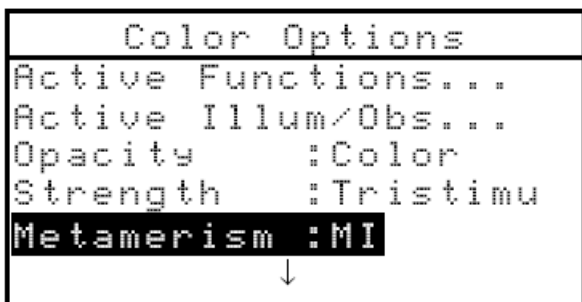 Color Options
Active Functions...
Active Illum/Obs...
Opacity :Color
Strength :Tristimu
Metamerism :MI
↓